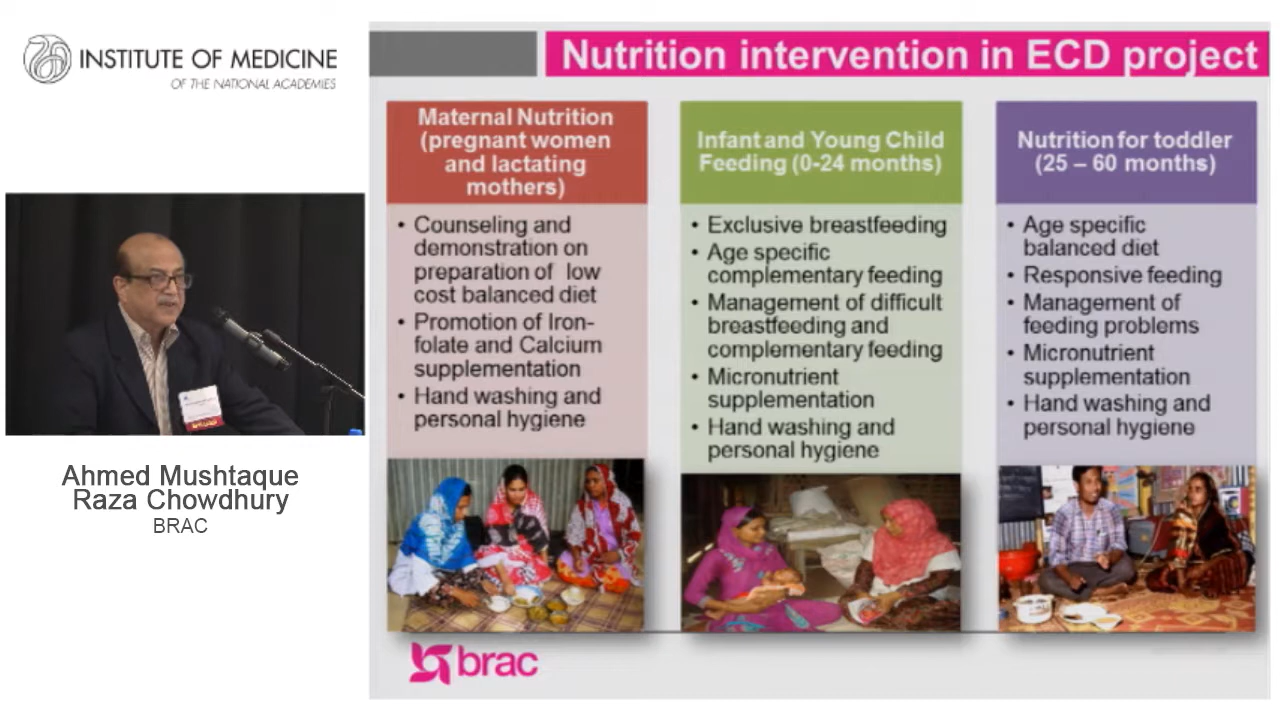 INSTITUTE OF MEDICINE
OF THE NATIONAL ACADEMIES
Ahmed Mushtaque
Raza Chowdhury
BRAC
Nutrition intervention in ECD project
Maternal Nutrition
(pregnant women
and lactating
mothers)
• Counseling and
demonstration on
preparation of low
cost balanced diet
• Promotion of Iron-
folate and Calcium
supplementation
• Hand washing and
personal hygiene
Infant and Young Child
Feeding (0-24 months)
• Exclusive breastfeeding
• Age specific
complementary feeding
• Management of difficult
breastfeeding and
complementary feeding
• Micronutrient
supplementation
• Hand washing and
personal hygiene
Nutrition for toddler
(25 – 60 months)
• Age specific
balanced diet
• Responsive feeding
• Management of
feeding problems
• Micronutrient
supplementation
• Hand washing and
personal hygiene
brac